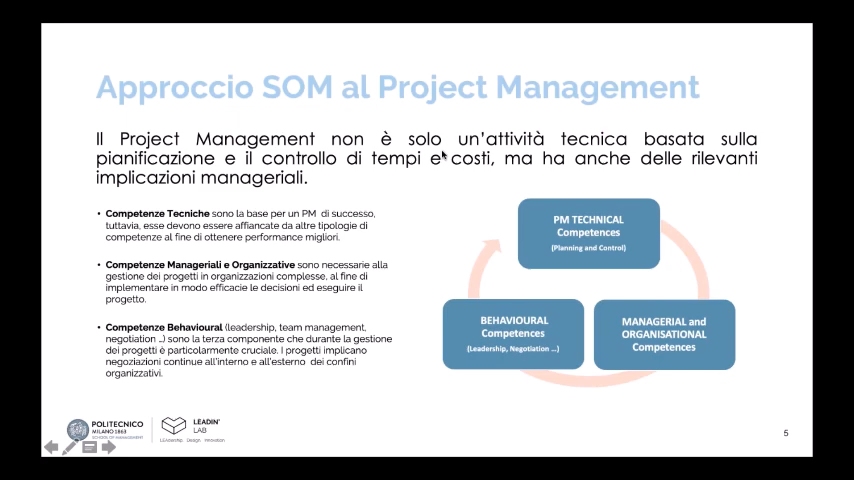 Approccio SOM al Project Management
Il Project Management non è solo un'attività tecnica basata sulla
pianificazione e il controllo di tempi e costi, ma ha anche delle rilevanti
implicazioni manageriali.
• Competenze Tecniche sono la base per un PM di successo,
tuttavia, esse devono essere affiancate da altre tipologie di
competenze al fine di ottenere performance migliori.
• Competenze Manageriali e Organizzative sono necessarie alla
gestione dei progetti in organizzazioni complesse, al fine di
implementare in modo efficacie le decisioni ed eseguire il
progetto.
• Competenze Behavioural (leadership, team management,
negotiation …) sono la terza componente che durante la gestione
dei progetti è particolarmente cruciale. I progetti implicano
negoziazioni continue all'interno e all'esterno dei confini
organizzativi.
PM TECHNICAL
Competences
(Planning and Control)
BEHAVIOURAL
Competences
(Leadership, Negotiation …)
MANAGERIAL and
ORGANISATIONAL
Competences
POLITECNICO
MILANO 1863
SCHOOL OF MANAGEMENT
LEADIN'
LAB
LEadership, Design, Innovation
5